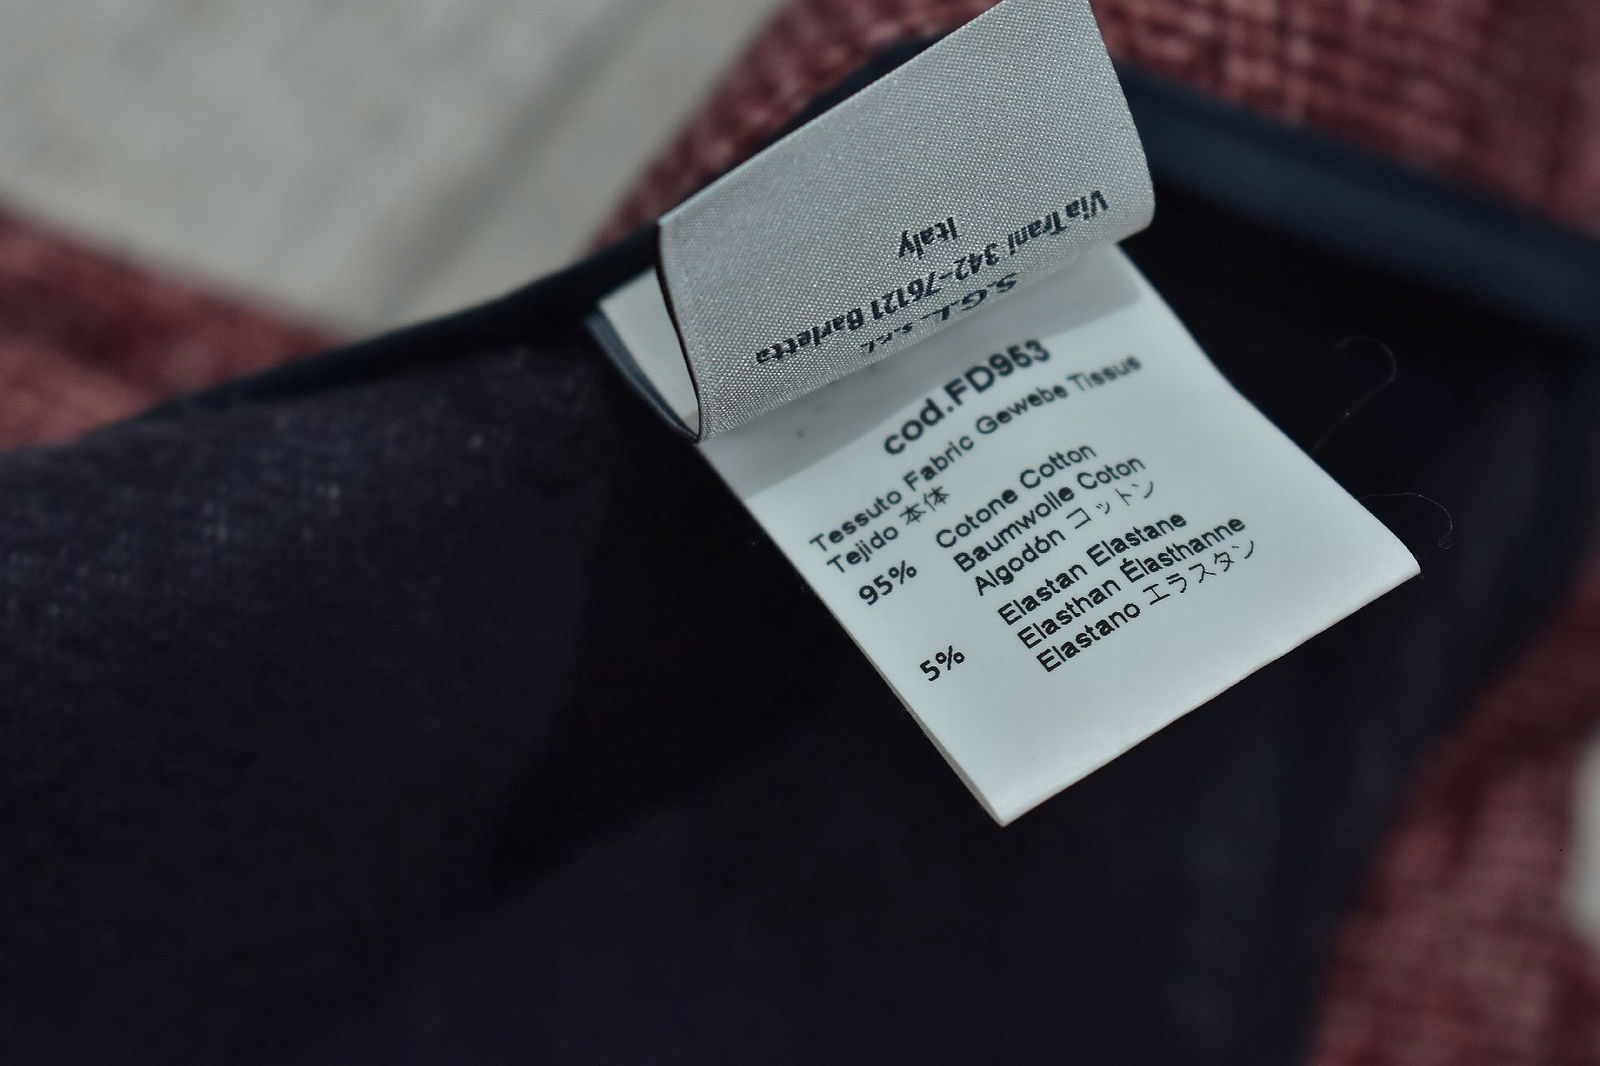 S.G.L. s.r.l.
Via Trani 342-76121 Barletta
Italy
cod.FD953
Tessuto Fabric Gewebe Tissus
Tejido 本体
95% Cotone Cotton
Baumwolle Coton
Algodón コットン
5% Elastan Elastane
Elasthan Élasthanne
Elastano エラスタン